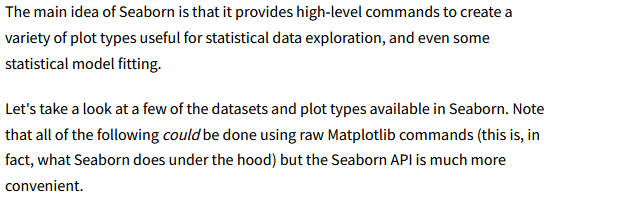 The main idea of Seaborn is that it provides high-level commands to create a
variety of plot types useful for statistical data exploration, and even some
statistical model fitting.
Let's take a look at a few of the datasets and plot types available in Seaborn. Note
that all of the following could be done using raw Matplotlib commands (this is, in
fact, what Seaborn does under the hood) but the Seaborn API is much more
convenient.